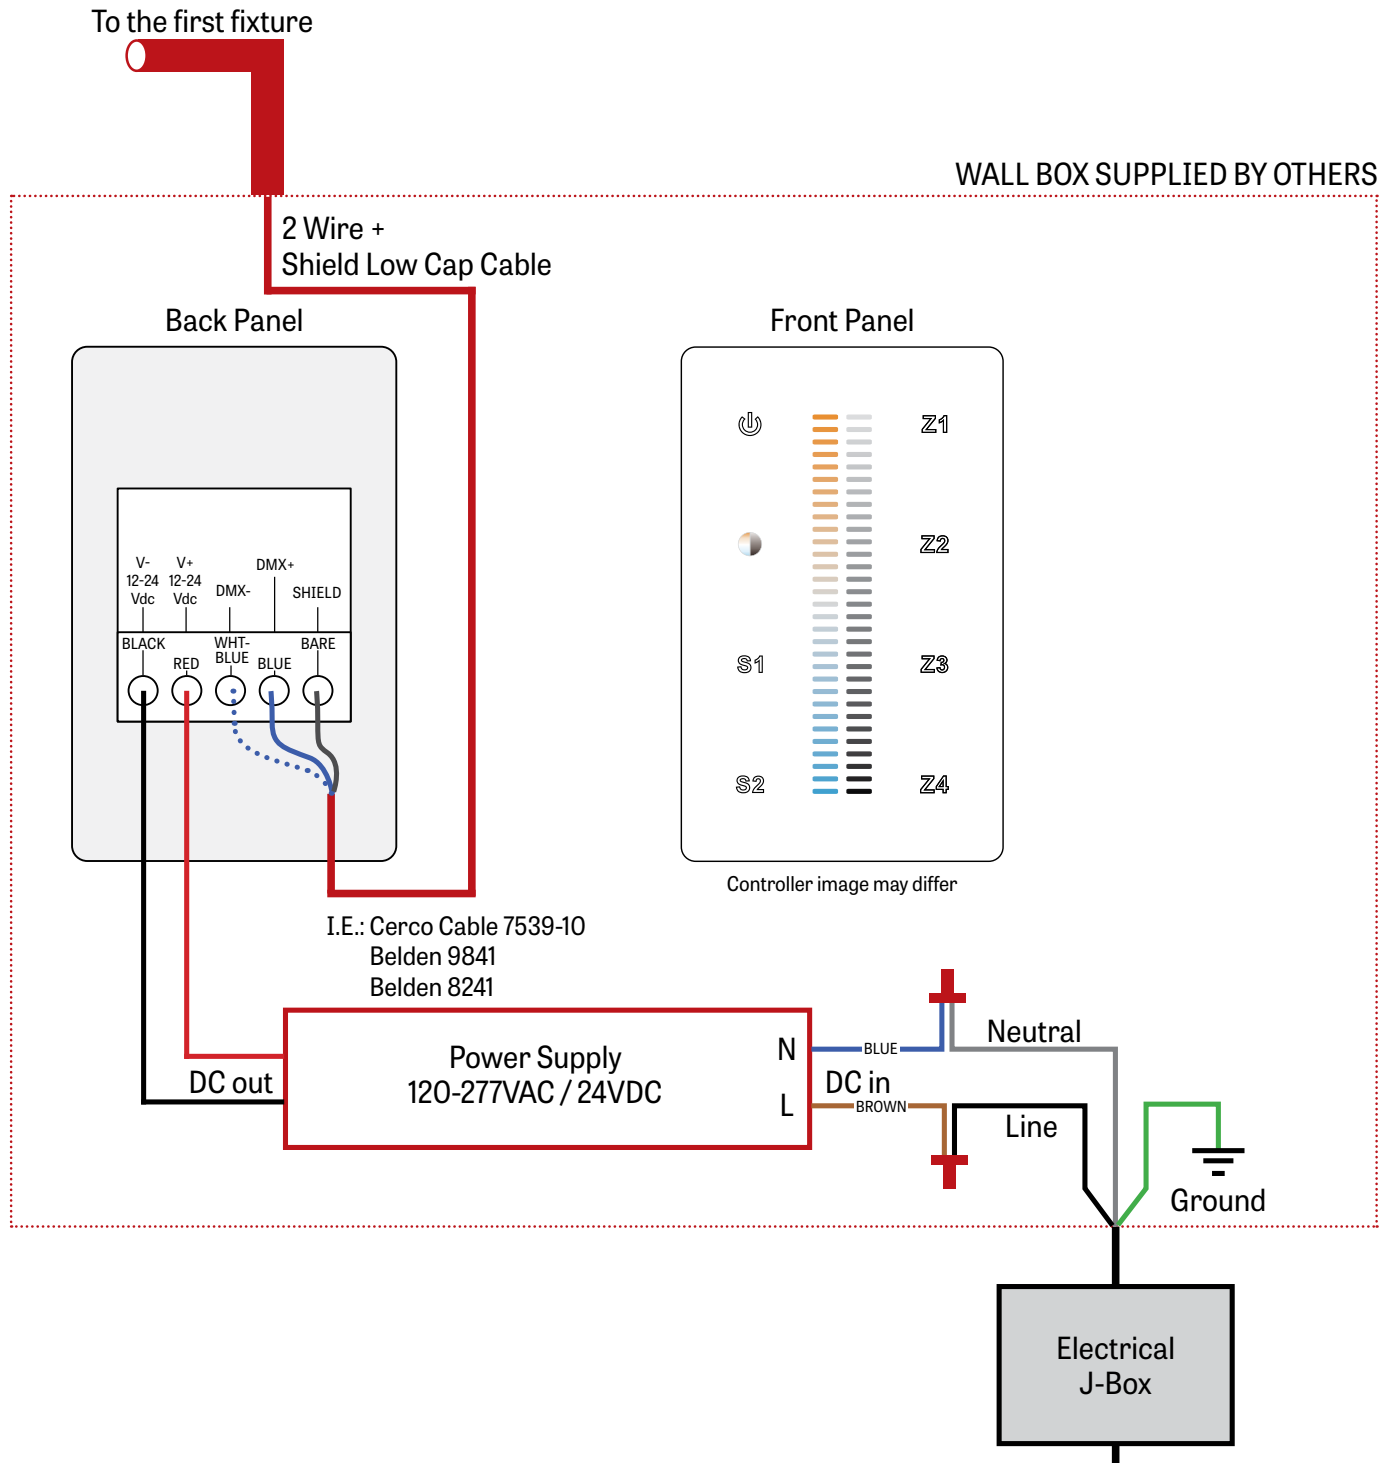 To the first fixture
WALL BOX SUPPLIED BY OTHERS
2 Wire +
Shield Low Cap Cable
Back Panel
Front Panel
Z1
Z2
S1
Z3
S2
Z4
V-
12-24
Vdc
V+
12-24
Vdc
DMX-
DMX+
SHIELD
BLACK
RED
WHT-
BLUE
BLUE
BARE
Controller image may differ
I.E.: Cerco Cable 7539-10
Belden 9841
Belden 8241
Power Supply
120-277VAC / 24VDC
DC out
N
L
DC in
BLUE
BROWN
Neutral
Line
Ground
Electrical
J-Box